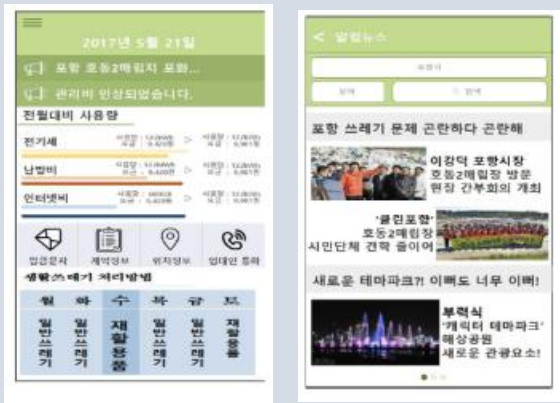 2017년 5월 21일
포항 호동2매립지 포화...
관리비 인상되었습니다.
전월대비 사용량
전기세
난방비
인터넷비
입금문자 계약정보 위치정보 임대인 통화
생활쓰레기 처리방법
월 화 수 목 금 토
일반쓰레기 일반쓰레기 재활용품 일반쓰레기 일반쓰레기 재활용품
< 알림뉴스
포항시
검색
포항 쓰레기 문제 곤란하다 곤란해
이강덕 포항시장
호동2매립장 방문
현장 간부회의 개최
'클린포항'
호동2매립장
시민단체 견학 줄이어
새로운 테마파크?! 이뻐도 너무 이뻐!
부력식
'캐릭터 테마파크'
해상공원
새로운 관광요소!